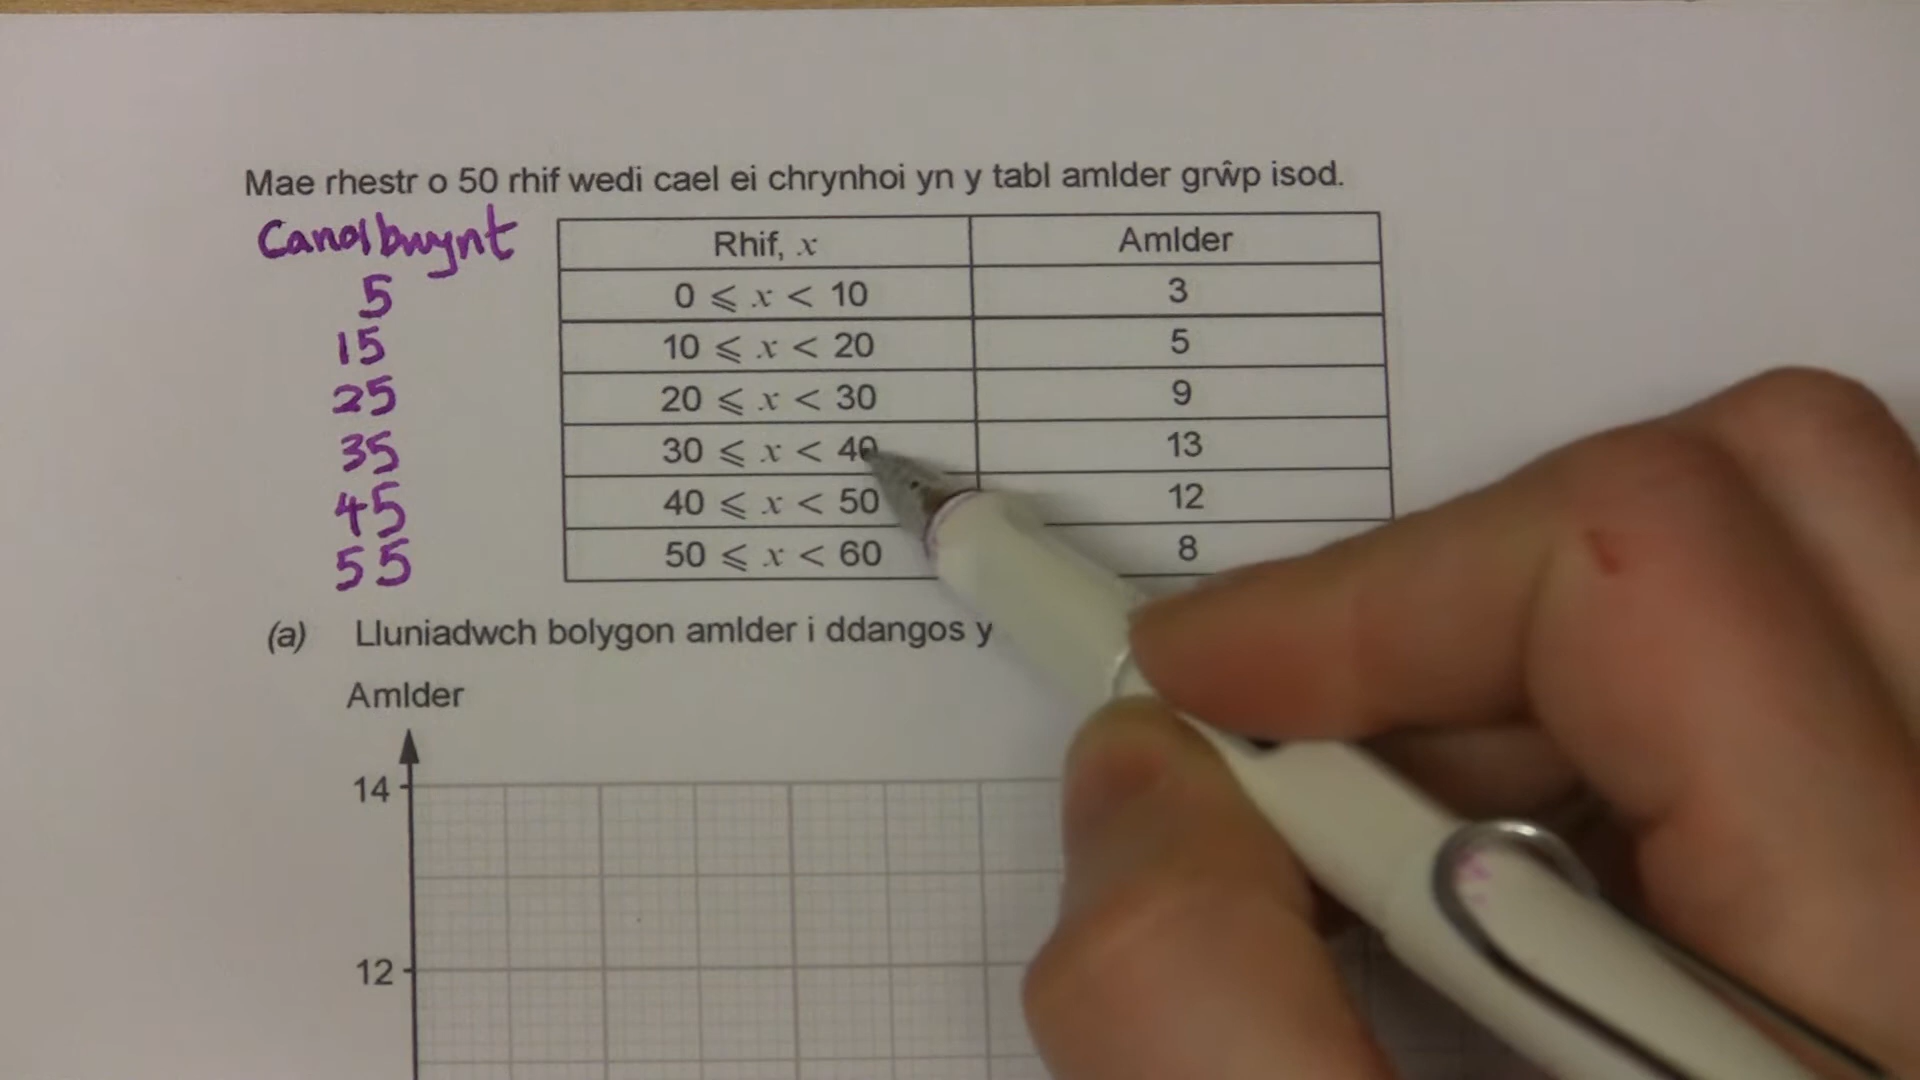 Mae rhestr o 50 rhif wedi cael ei chrynhoi yn y tabl amlder grŵp isod.
Canolbwynt
Rhif, x Amlder
5 0 ⩽ x < 10 3
15 10 ⩽ x < 20 5
25 20 ⩽ x < 30 9
35 30 ⩽ x < 40 13
45 40 ⩽ x < 50 12
55 50 ⩽ x < 60 8
(a) Lluniadwch bolygon amlder i ddangos y
Amlder
14
12